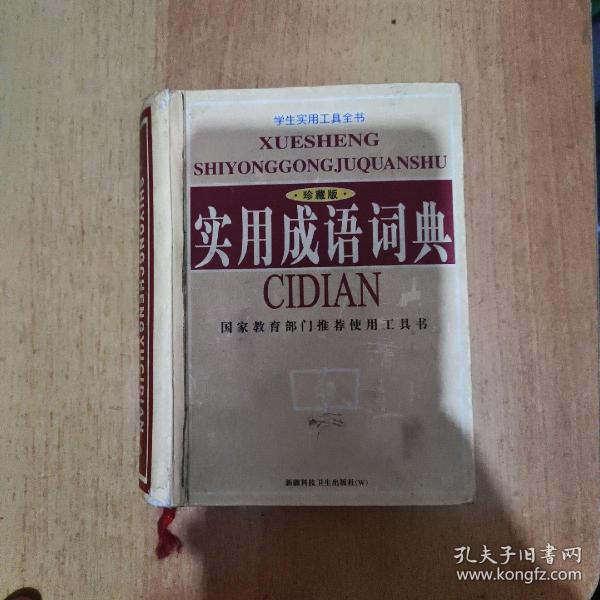 学生实用工具全书
XUESHENG
SHIYONGGONGJUQUANSHU
·珍藏版·
实用成语词典
CIDIAN
国家教育部门推荐使用工具书
新疆科技卫生出版社(W)
SHIYONGCHENGYUCIDIAN
孔夫子旧书网
www.kongfz.com